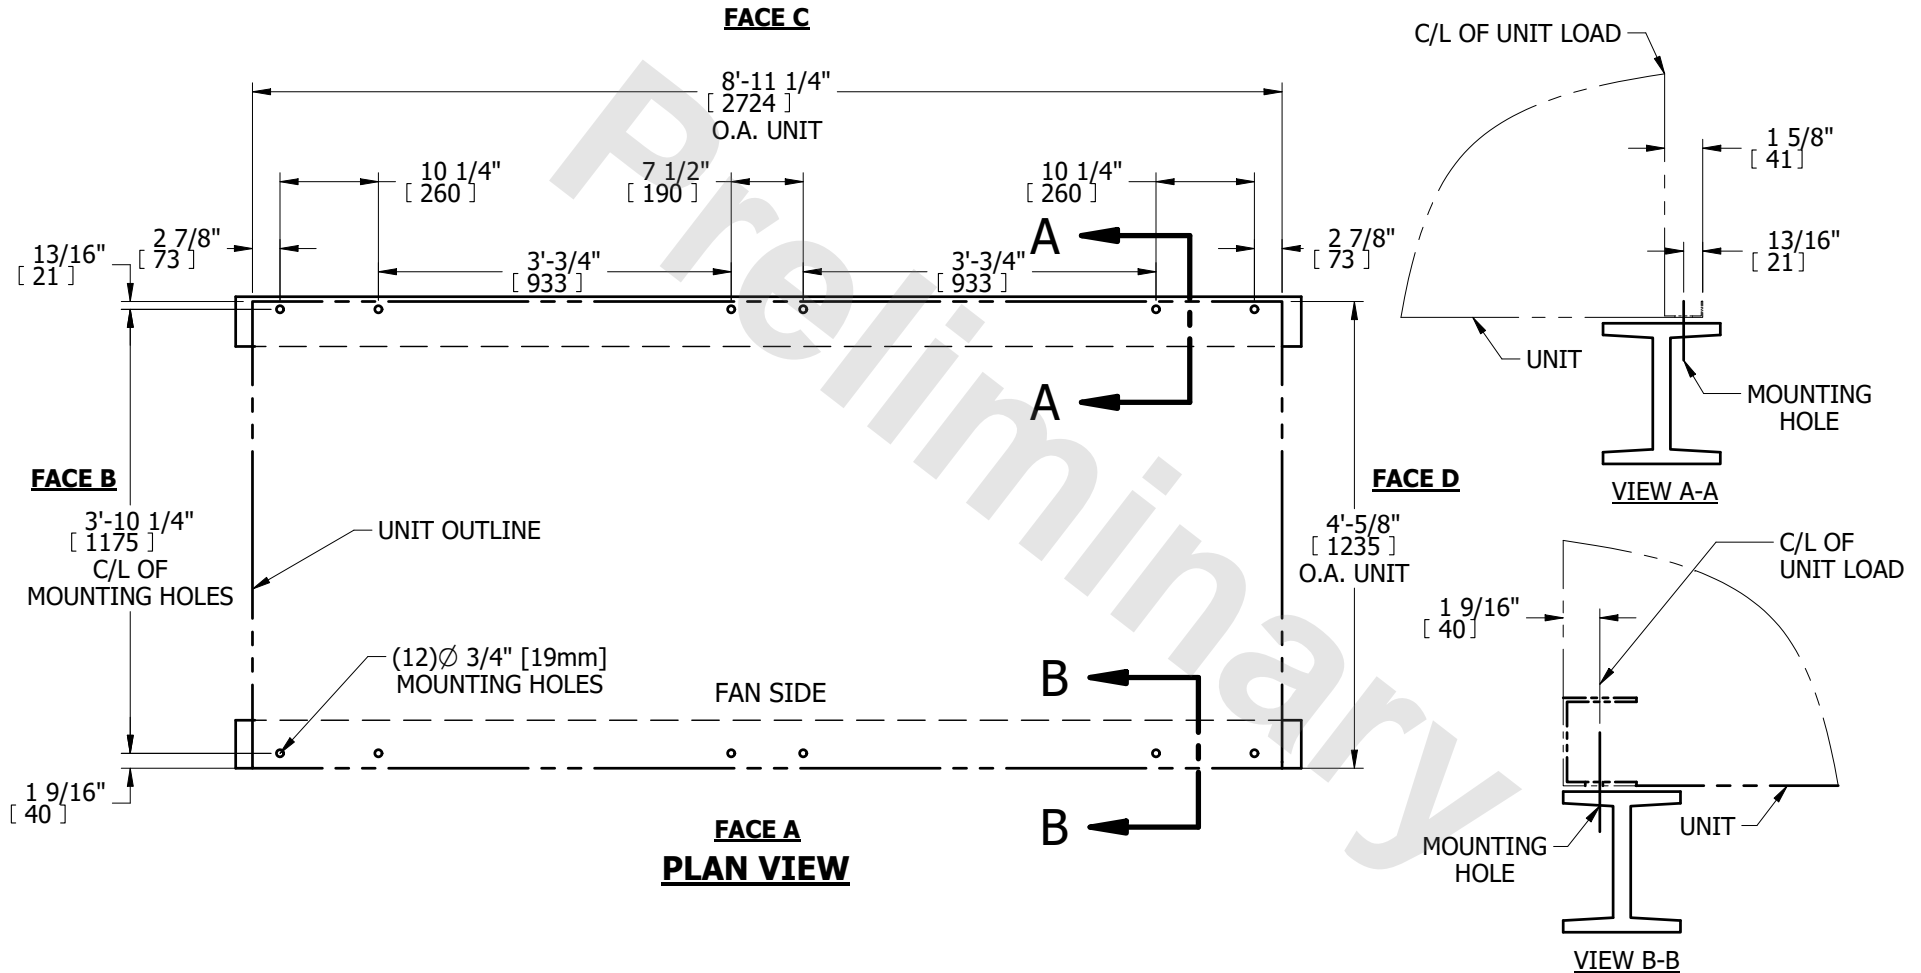 FACE C
8'-11 1/4"
[ 2724 ]
O.A. UNIT
10 1/4"
[ 260 ]
7 1/2"
[ 190 ]
10 1/4"
[ 260 ]
13/16"
[ 21 ]
2 7/8"
[ 73 ]
3'-3/4"
[ 933 ]
3'-3/4"
[ 933 ]
2 7/8"
[ 73 ]
A
A
FACE B
3'-10 1/4"
[ 1175 ]
C/L OF
MOUNTING HOLES
UNIT OUTLINE
FACE D
4'-5/8"
[ 1235 ]
O.A. UNIT
(12)Ø 3/4" [19mm]
MOUNTING HOLES
FAN SIDE
B
B
1 9/16"
[ 40 ]
FACE A
PLAN VIEW
C/L OF UNIT LOAD
1 5/8"
[ 41 ]
13/16"
[ 21 ]
UNIT
MOUNTING
HOLE
VIEW A-A
C/L OF
UNIT LOAD
1 9/16"
[ 40 ]
UNIT
MOUNTING
HOLE
VIEW B-B
Preliminary